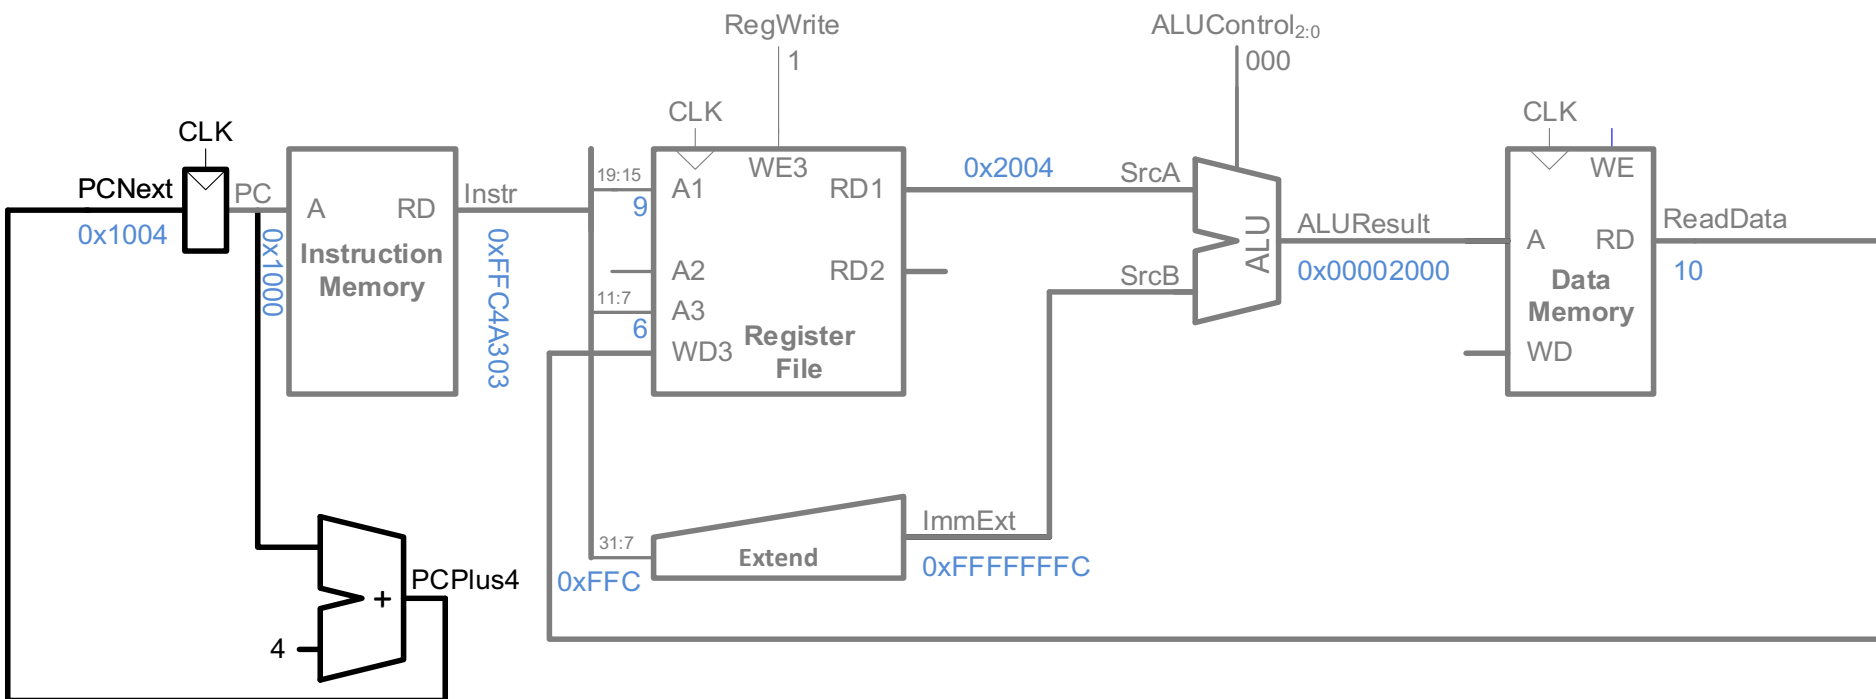 RegWrite
1
ALUControl2:0
000
CLK
CLK
CLK
PCNext
0x1004
PC
0x1000
A
RD
Instruction
Memory
Instr
0xFFC4A303
19:15
9
A1
WE3
RD1
0x2004
SrcA
A2
RD2
11:7
6
A3
WD3
Register
File
SrcB
ALU
ALUResult
0x00002000
WE
A
RD
Data
Memory
WD
ReadData
10
31:7
0xFFC
Extend
ImmExt
0xFFFFFFFC
PCPlus4
+
4